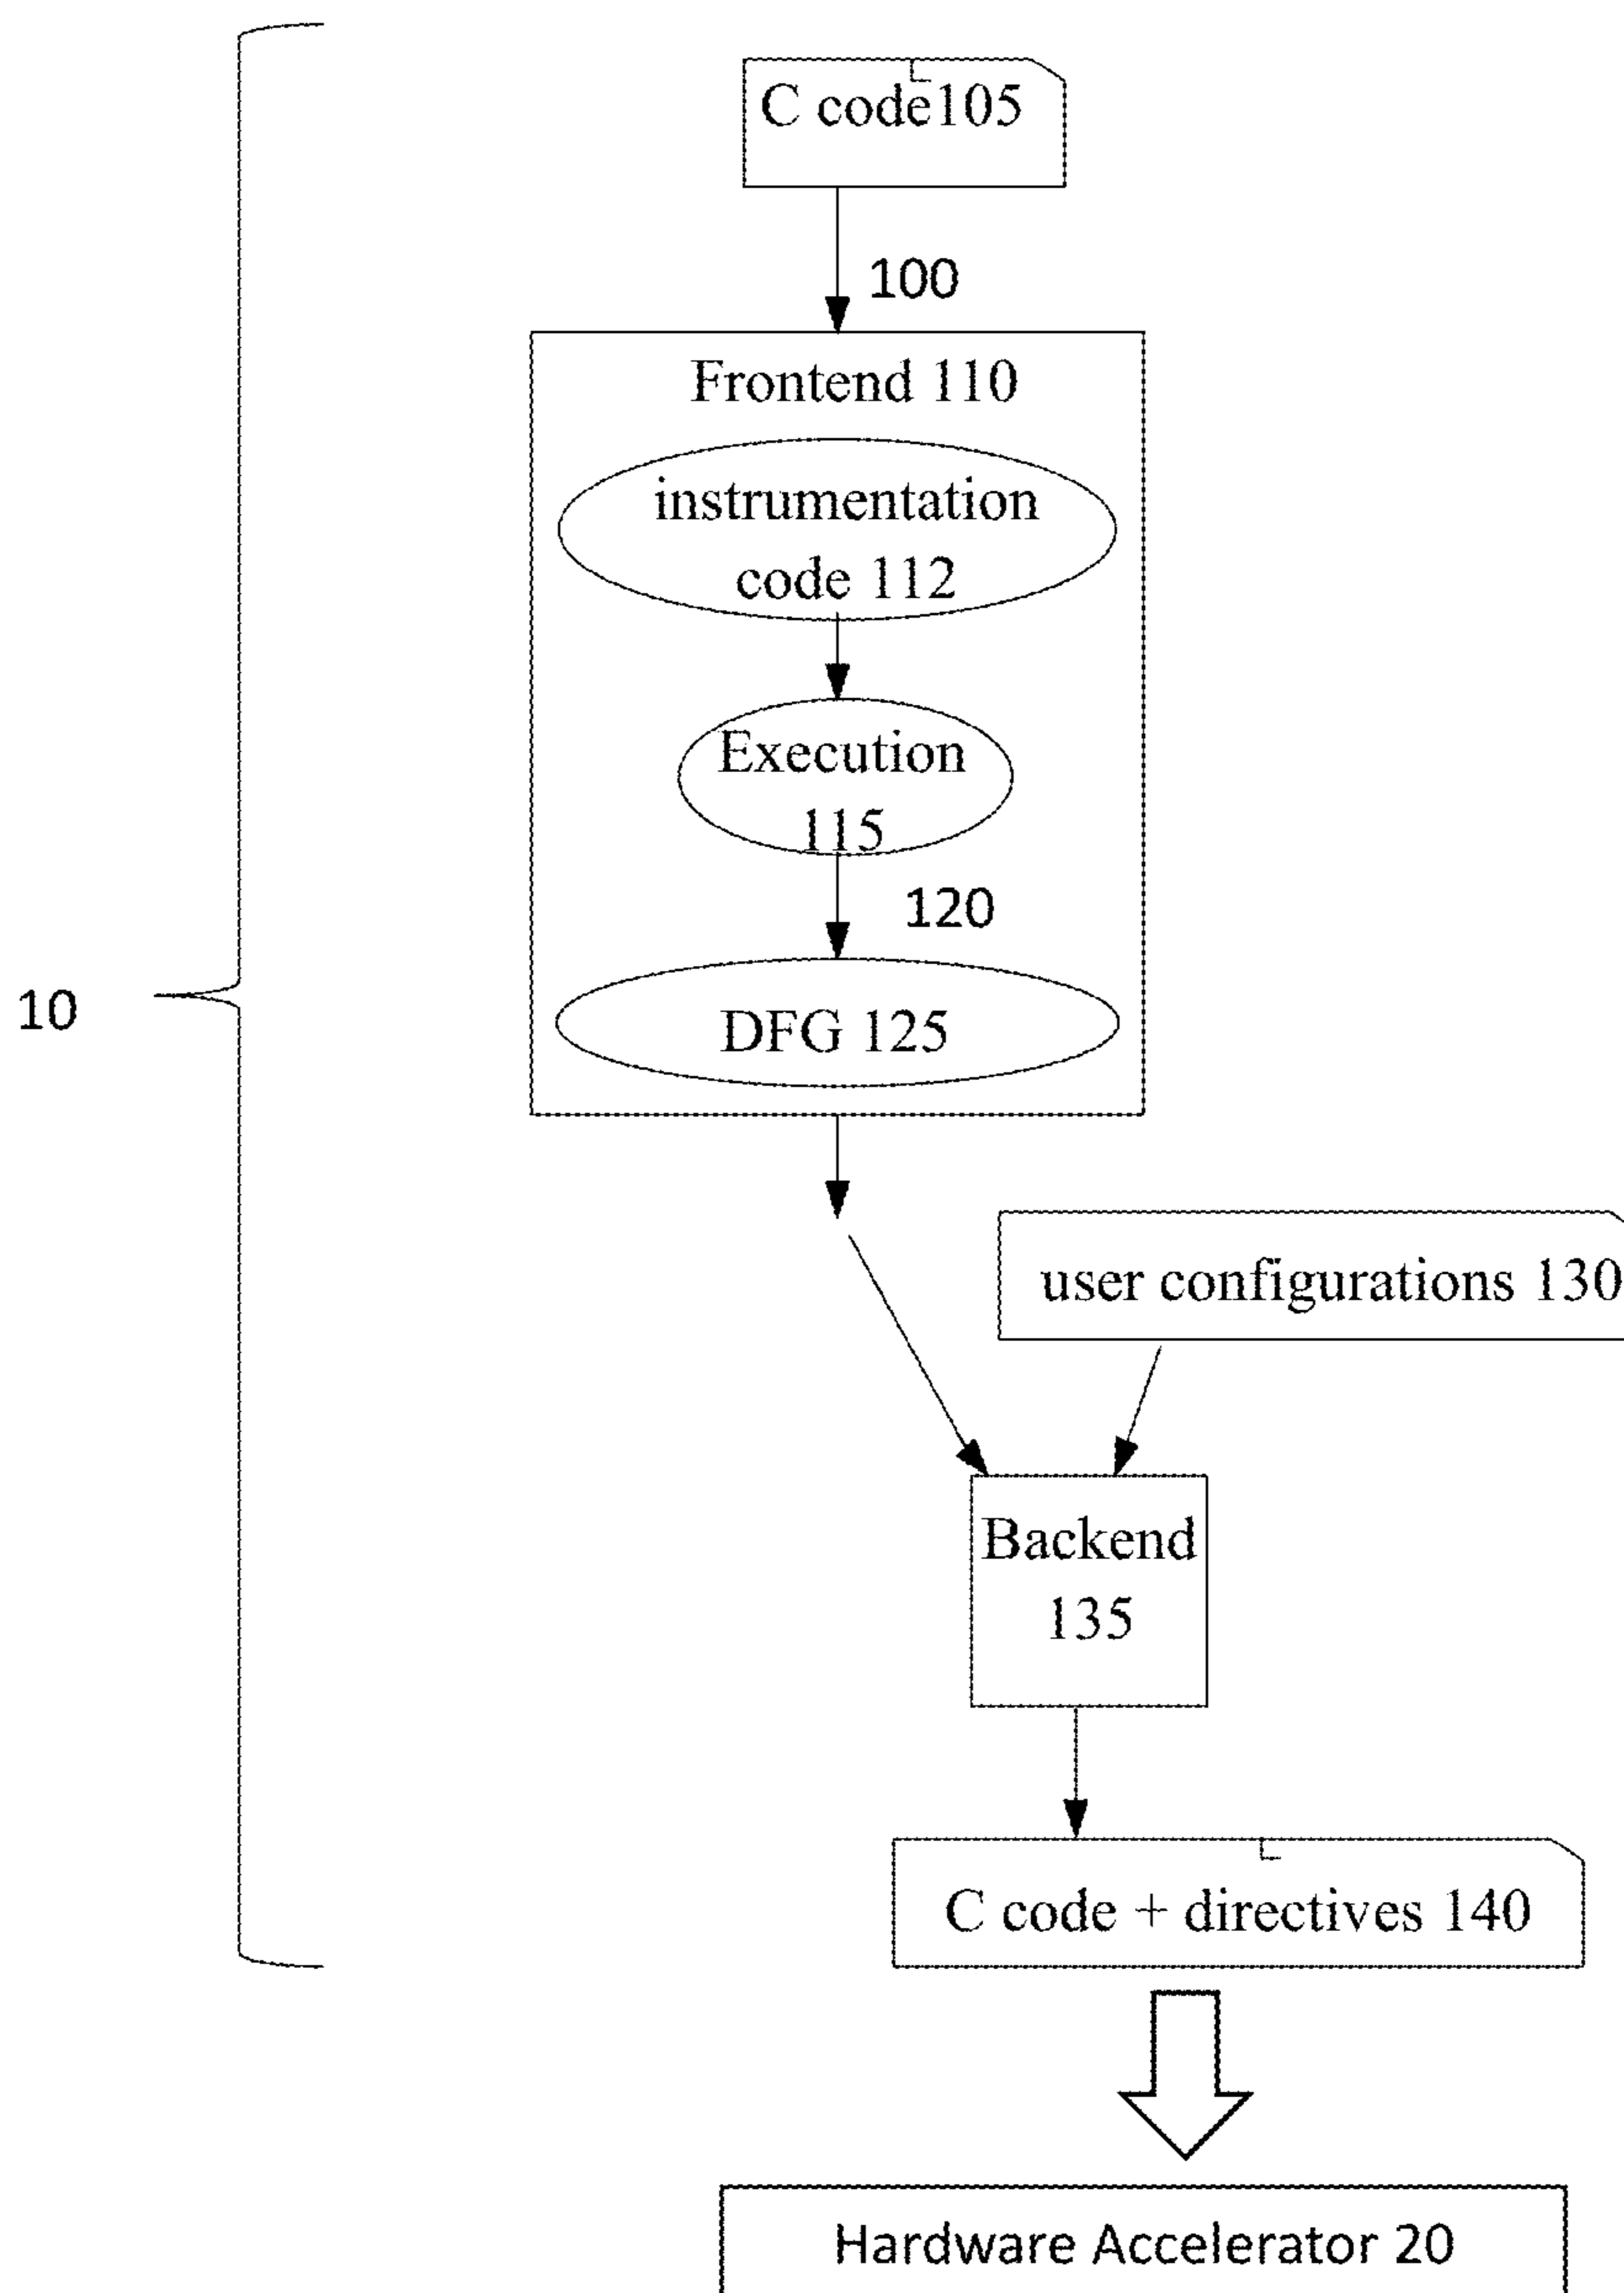 C code105
100
Frontend 110
instrumentation
code 112
Execution
115
120
DFG 125
10
user configurations 130
Backend
135
C code + directives 140
Hardware Accelerator 20